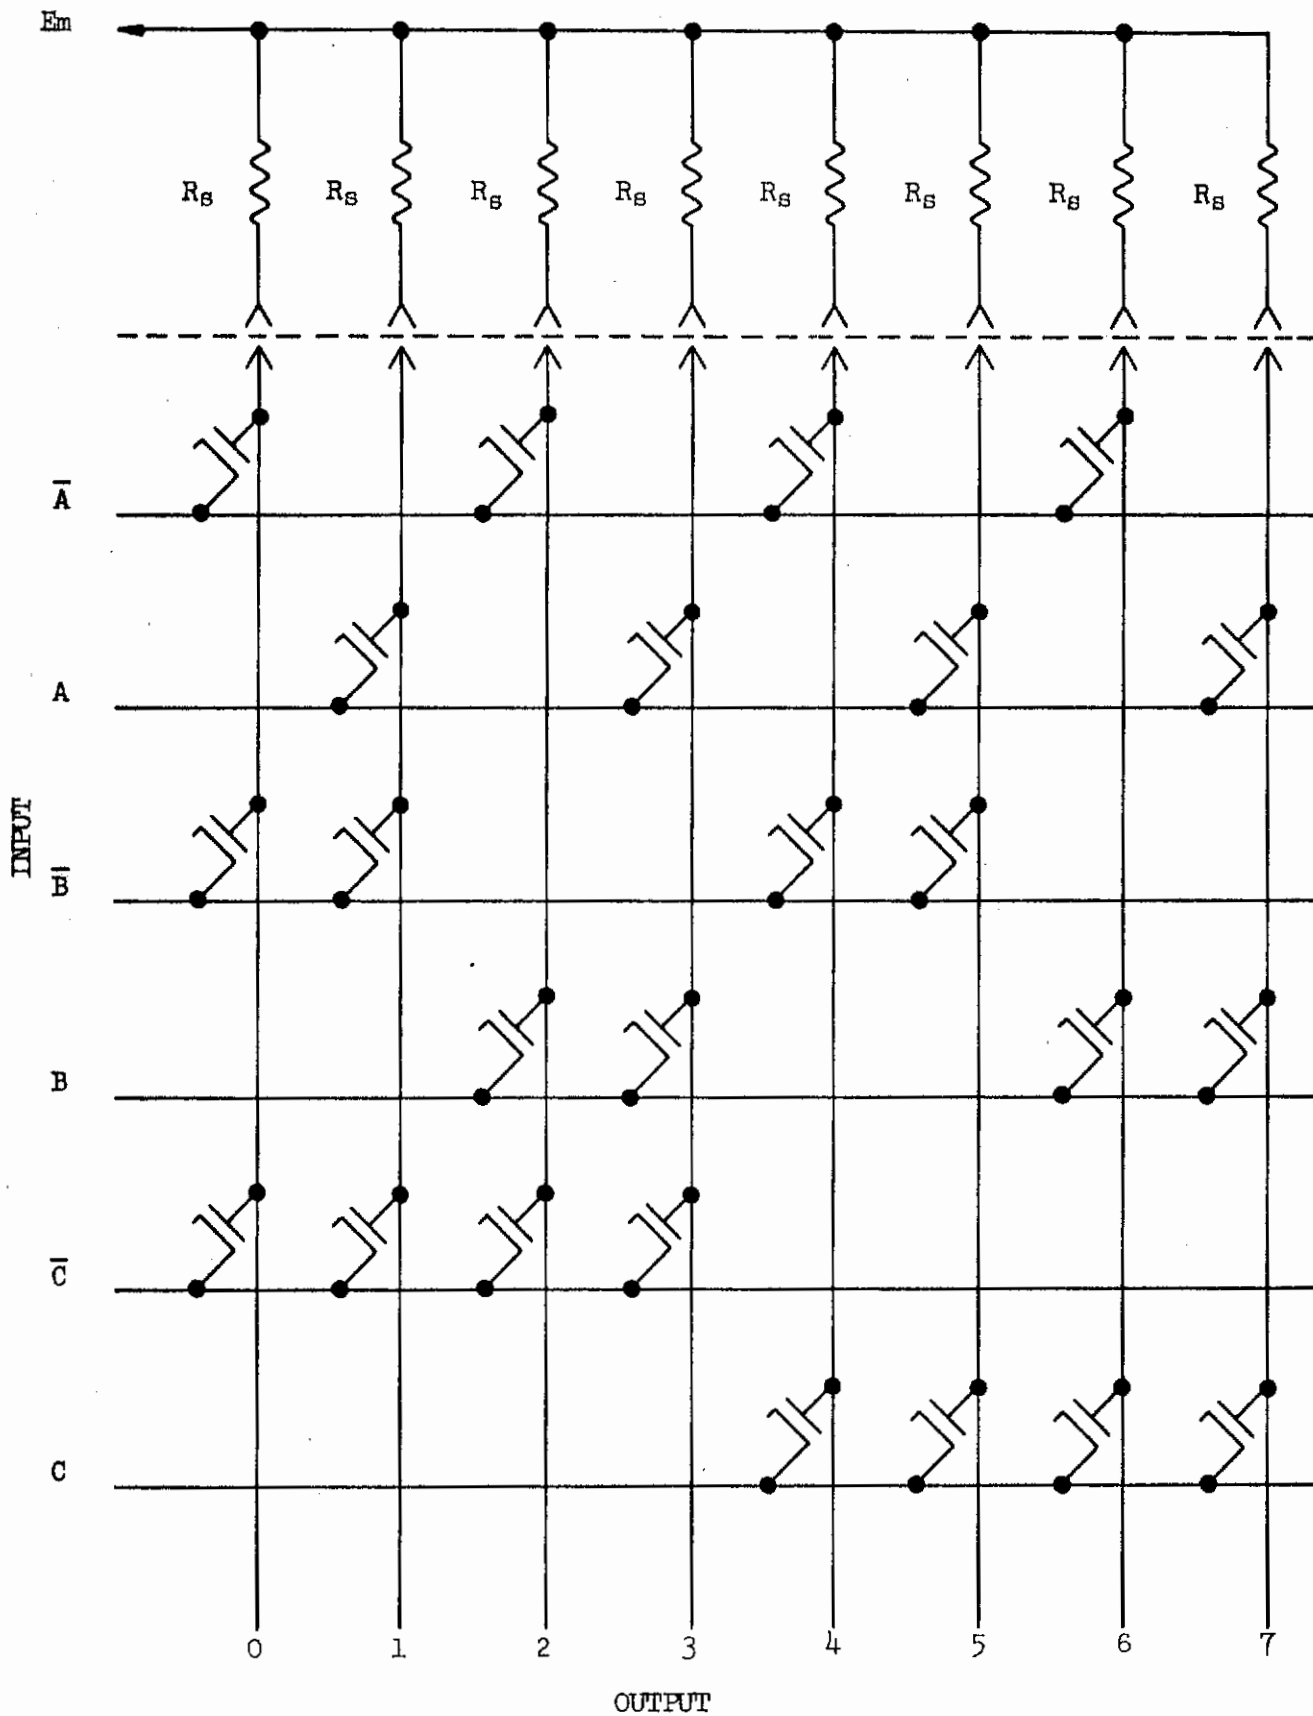 Em
Rs Rs Rs Rs Rs Rs Rs Rs
A̅
A
INPUT
B̅
B
C̅
C
0 1 2 3 4 5 6 7
OUTPUT